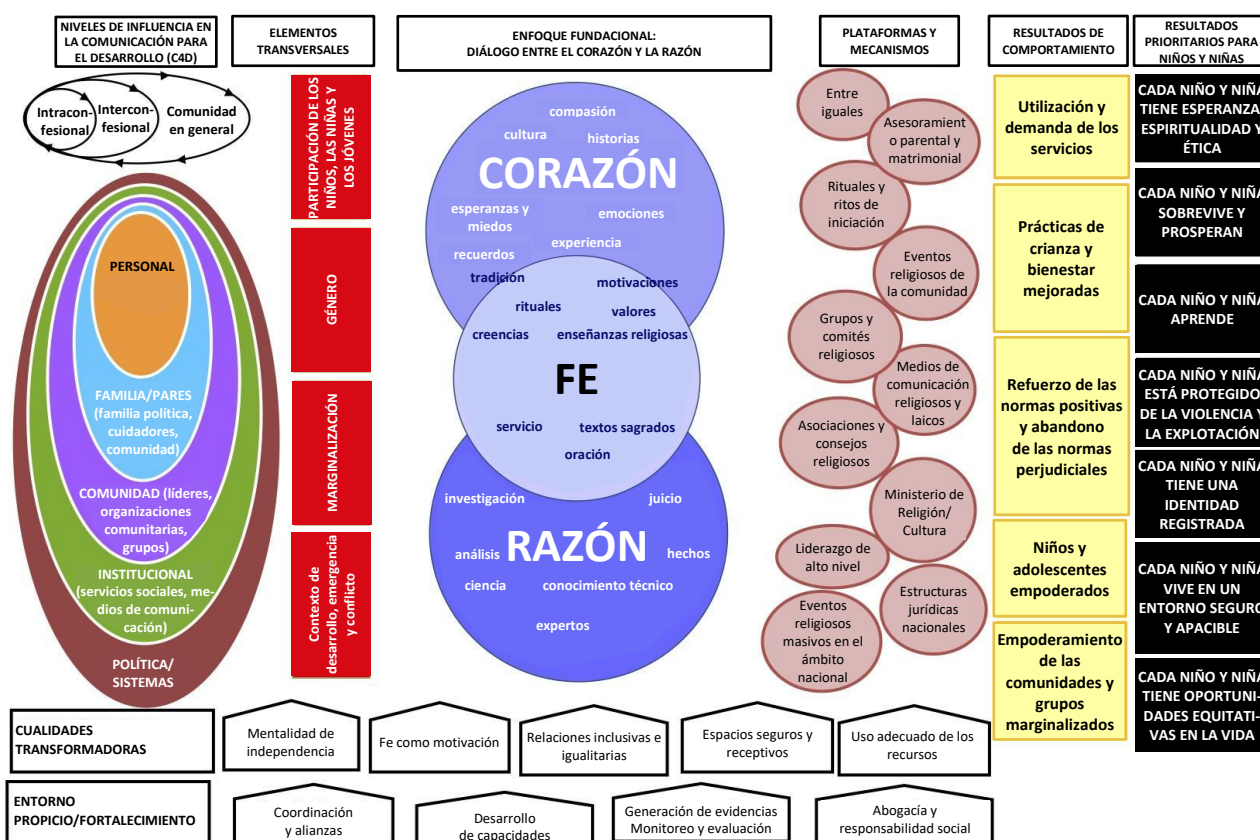 NIVELES DE INFLUENCIA EN
LA COMUNICACIÓN PARA
EL DESARROLLO (C4D)
ELEMENTOS
TRANSVERSALES
ENFOQUE FUNDACIONAL:
DIÁLOGO ENTRE EL CORAZÓN Y LA RAZÓN
PLATAFORMAS Y
MECANISMOS
RESULTADOS DE
COMPORTAMIENTO
RESULTADOS
PRIORITARIOS PARA
NIÑOS Y NIÑAS
Intracon-
fesional
Intercon-
fesional
Comunidad
en general
PERSONAL
FAMILIA/PARES
(familia política,
cuidadores,
comunidad)
COMUNIDAD (líderes,
organizaciones
comunitarias,
grupos)
INSTITUCIONAL
(servicios sociales, me-
dios de comuni-
cación)
POLÍTICA/
SISTEMAS
PARTICIPACIÓN DE LOS
NIÑOS, LAS NIÑAS Y
LOS JÓVENES
GÉNERO
MARGINALIZACIÓN
Contexto de
desarrollo, emergencia
y conflicto
compasión
cultura
historias
CORAZÓN
esperanzas y
miedos
emociones
experiencia
recuerdos
tradición
motivaciones
rituales
valores
creencias
enseñanzas religiosas
FE
servicio
textos sagrados
oración
investigación
juicio
análisis
RAZÓN
hechos
ciencia
conocimiento técnico
expertos
Entre
iguales
Asesoramient
o parental y
matrimonial
Rituales y
ritos de
iniciación
Eventos
religiosos de
la comunidad
Grupos y
comités
religiosos
Medios de
comunicación
religiosos y
laicos
Asociaciones y
consejos
religiosos
Ministerio de
Religión/
Cultura
Liderazgo de
alto nivel
Estructuras
jurídicas
nacionales
Eventos
religiosos
masivos en el
ámbito
nacional
Utilización y
demanda de los
servicios
Prácticas de
crianza y
bienestar
mejoradas
Refuerzo de las
normas positivas
y abandono
de las normas
perjudiciales
Niños y
adolescentes
empoderados
Empoderamiento
de las
comunidades y
grupos
marginalizados
CADA NIÑO Y NIÑA
TIENE ESPERANZA,
ESPIRITUALIDAD Y
ÉTICA
CADA NIÑO Y NIÑA
SOBREVIVE Y
PROSPERAN
CADA NIÑO Y NIÑA
APRENDE
CADA NIÑO Y NIÑA
ESTÁ PROTEGIDO
DE LA VIOLENCIA Y
LA EXPLOTACIÓN
CADA NIÑO Y NIÑA
TIENE UNA
IDENTIDAD
REGISTRADA
CADA NIÑO Y NIÑA
VIVE EN UN
ENTORNO SEGURO
Y APACIBLE
CADA NIÑO Y NIÑA
TIENE OPORTUNI-
DADES EQUITATI-
VAS EN LA VIDA
CUALIDADES
TRANSFORMADORAS
Mentalidad de
independencia
Fe como motivación
Relaciones inclusivas e
igualitarias
Espacios seguros y
receptivos
Uso adecuado de los
recursos
ENTORNO
PROPICIO/FORTALECIMIENTO
Coordinación
y alianzas
Desarrollo
de capacidades
Generación de evidencias
Monitoreo y evaluación
Abogacía y
responsabilidad social